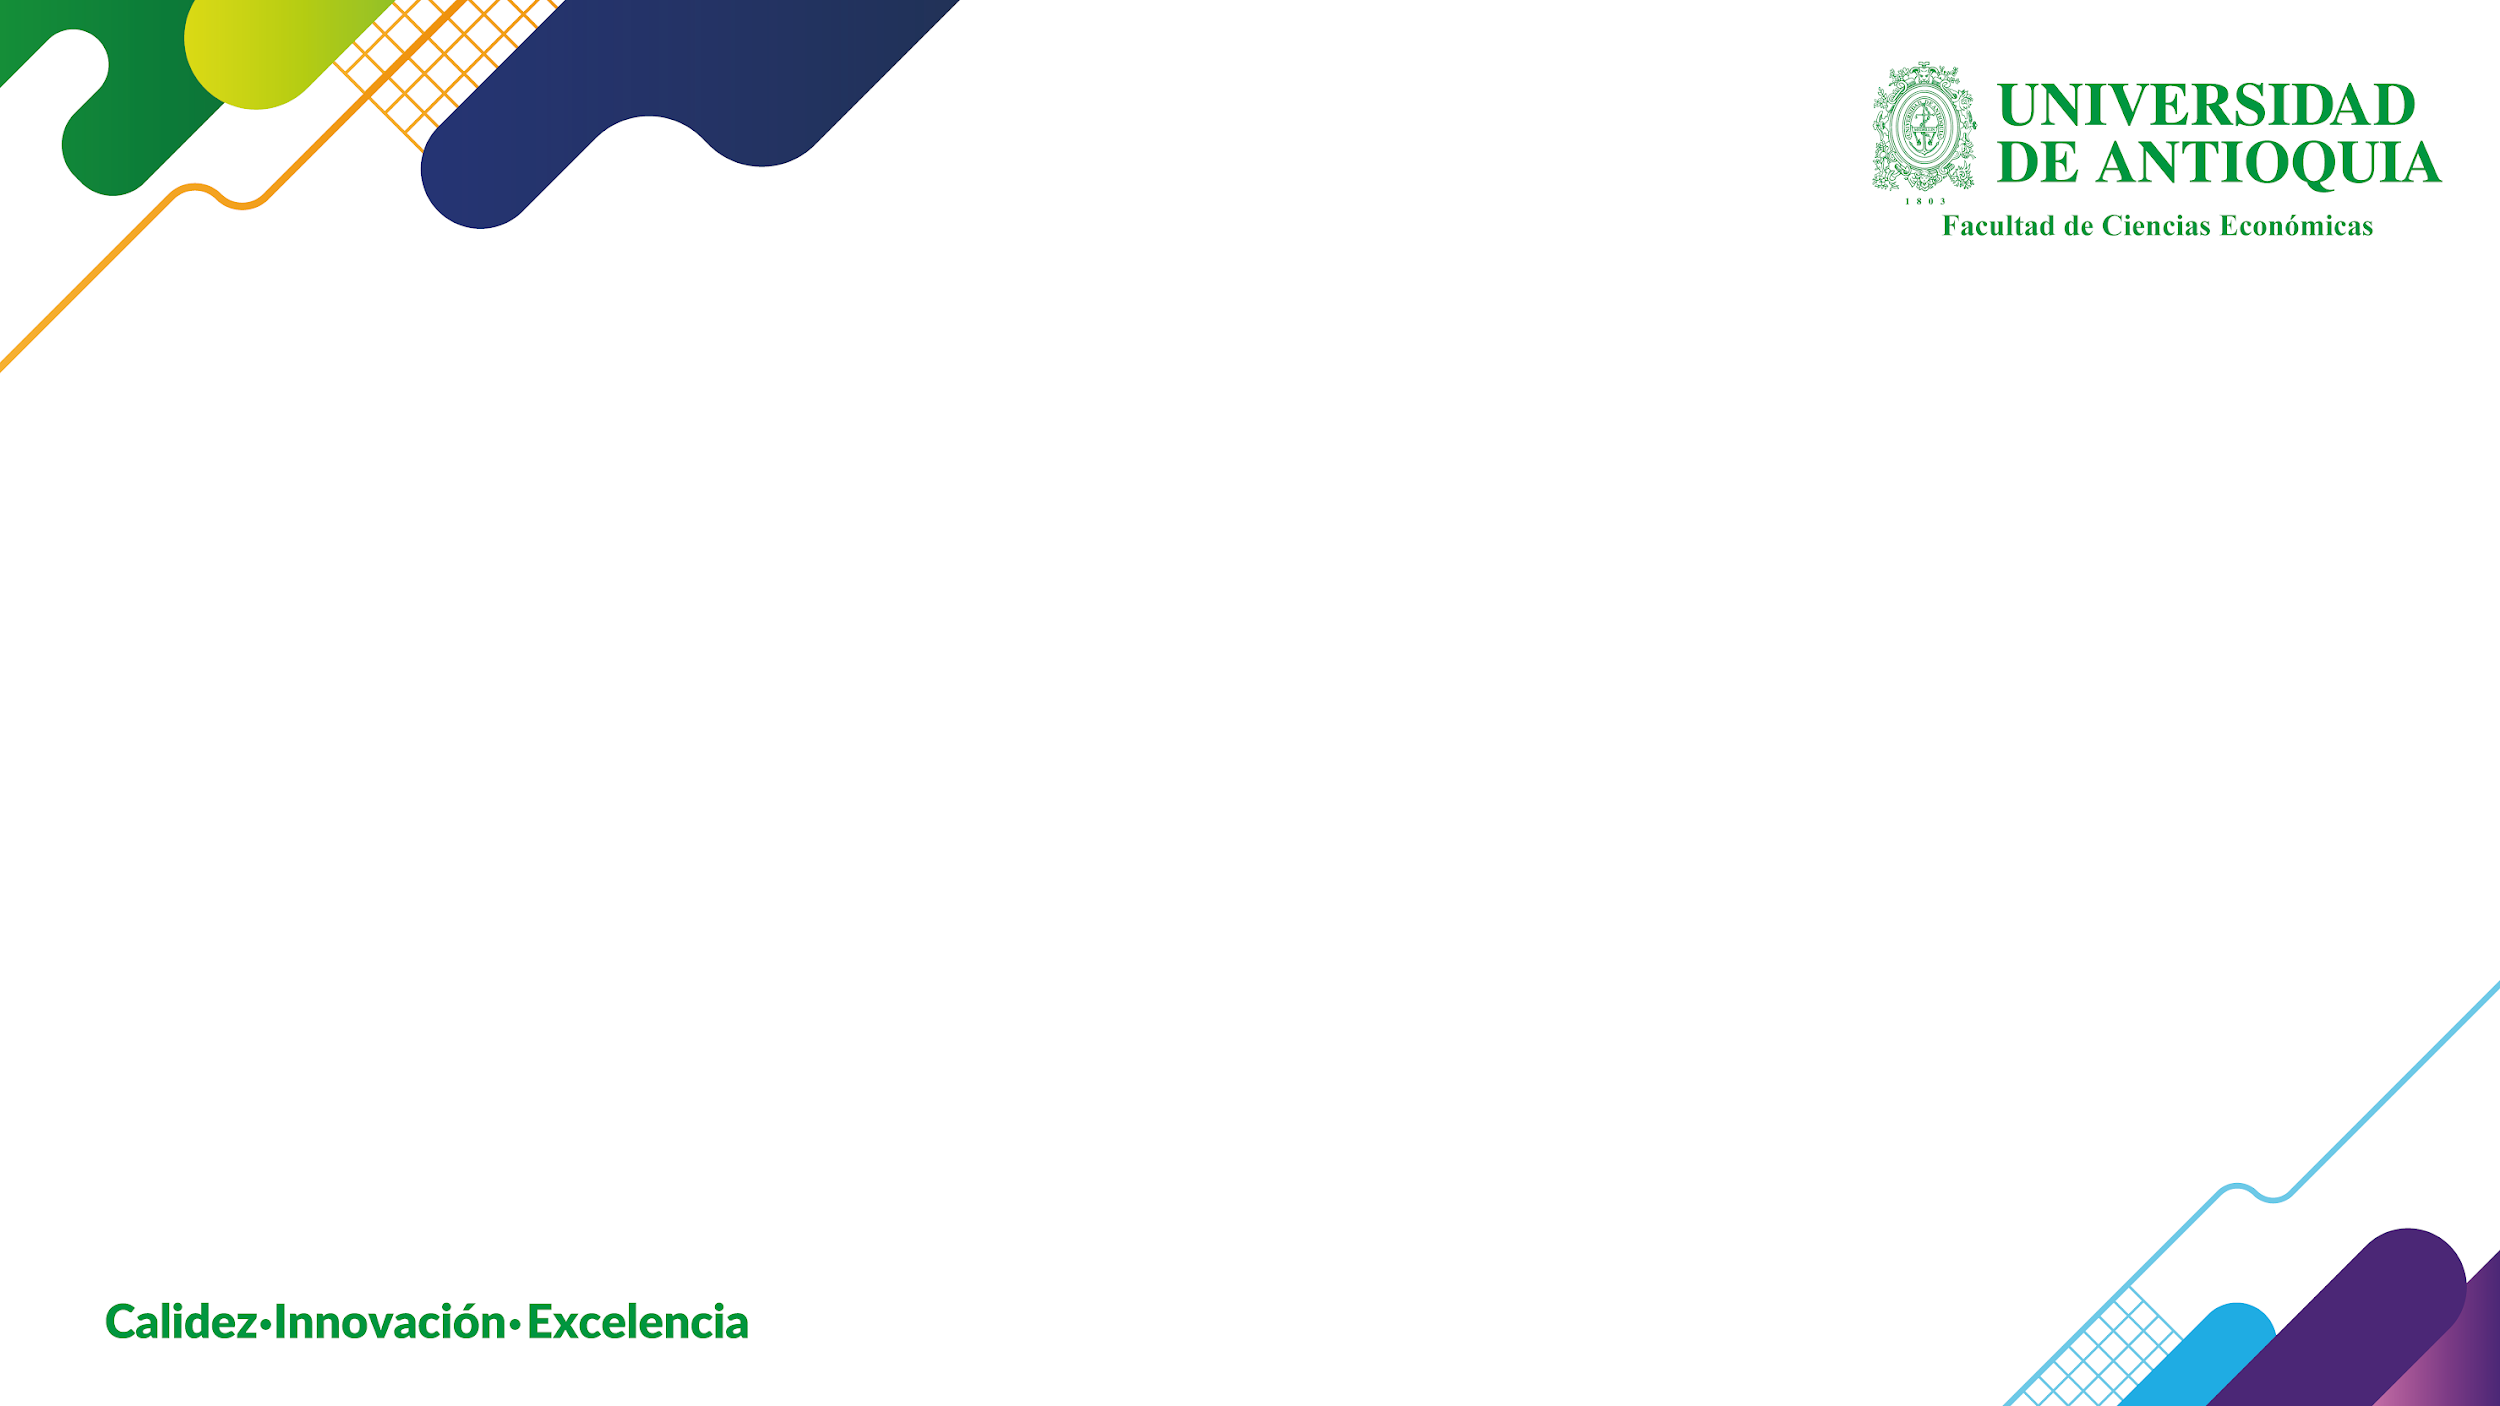 UNIVERSIDAD
DE ANTIOQUIA
1803
Facultad de Ciencias Económicas
Calidez•Innovación•Excelencia